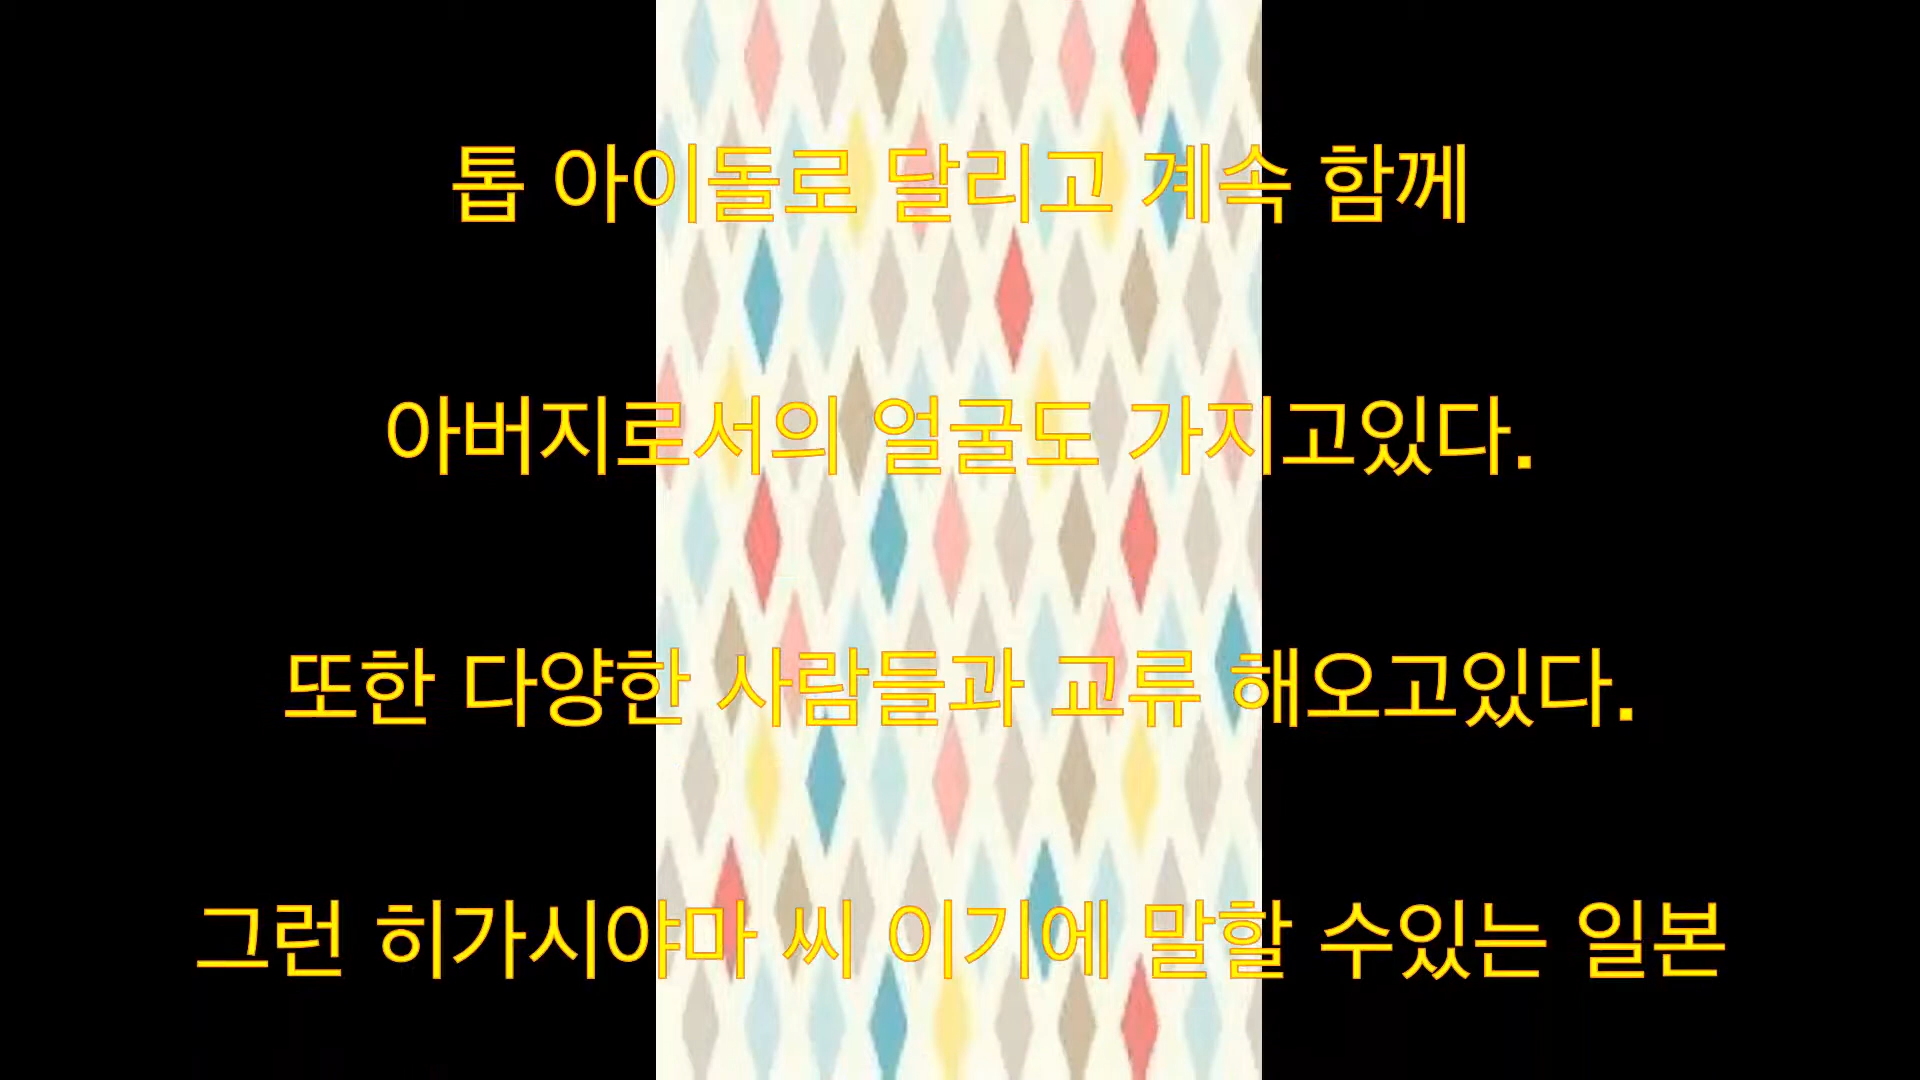 톱 아이돌로 달리고 계속 함께
아버지로서의 얼굴도 가지고있다.
또한 다양한 사람들과 교류 해오고있다.
그런 히가시야마 씨 이기에 말할 수있는 일본